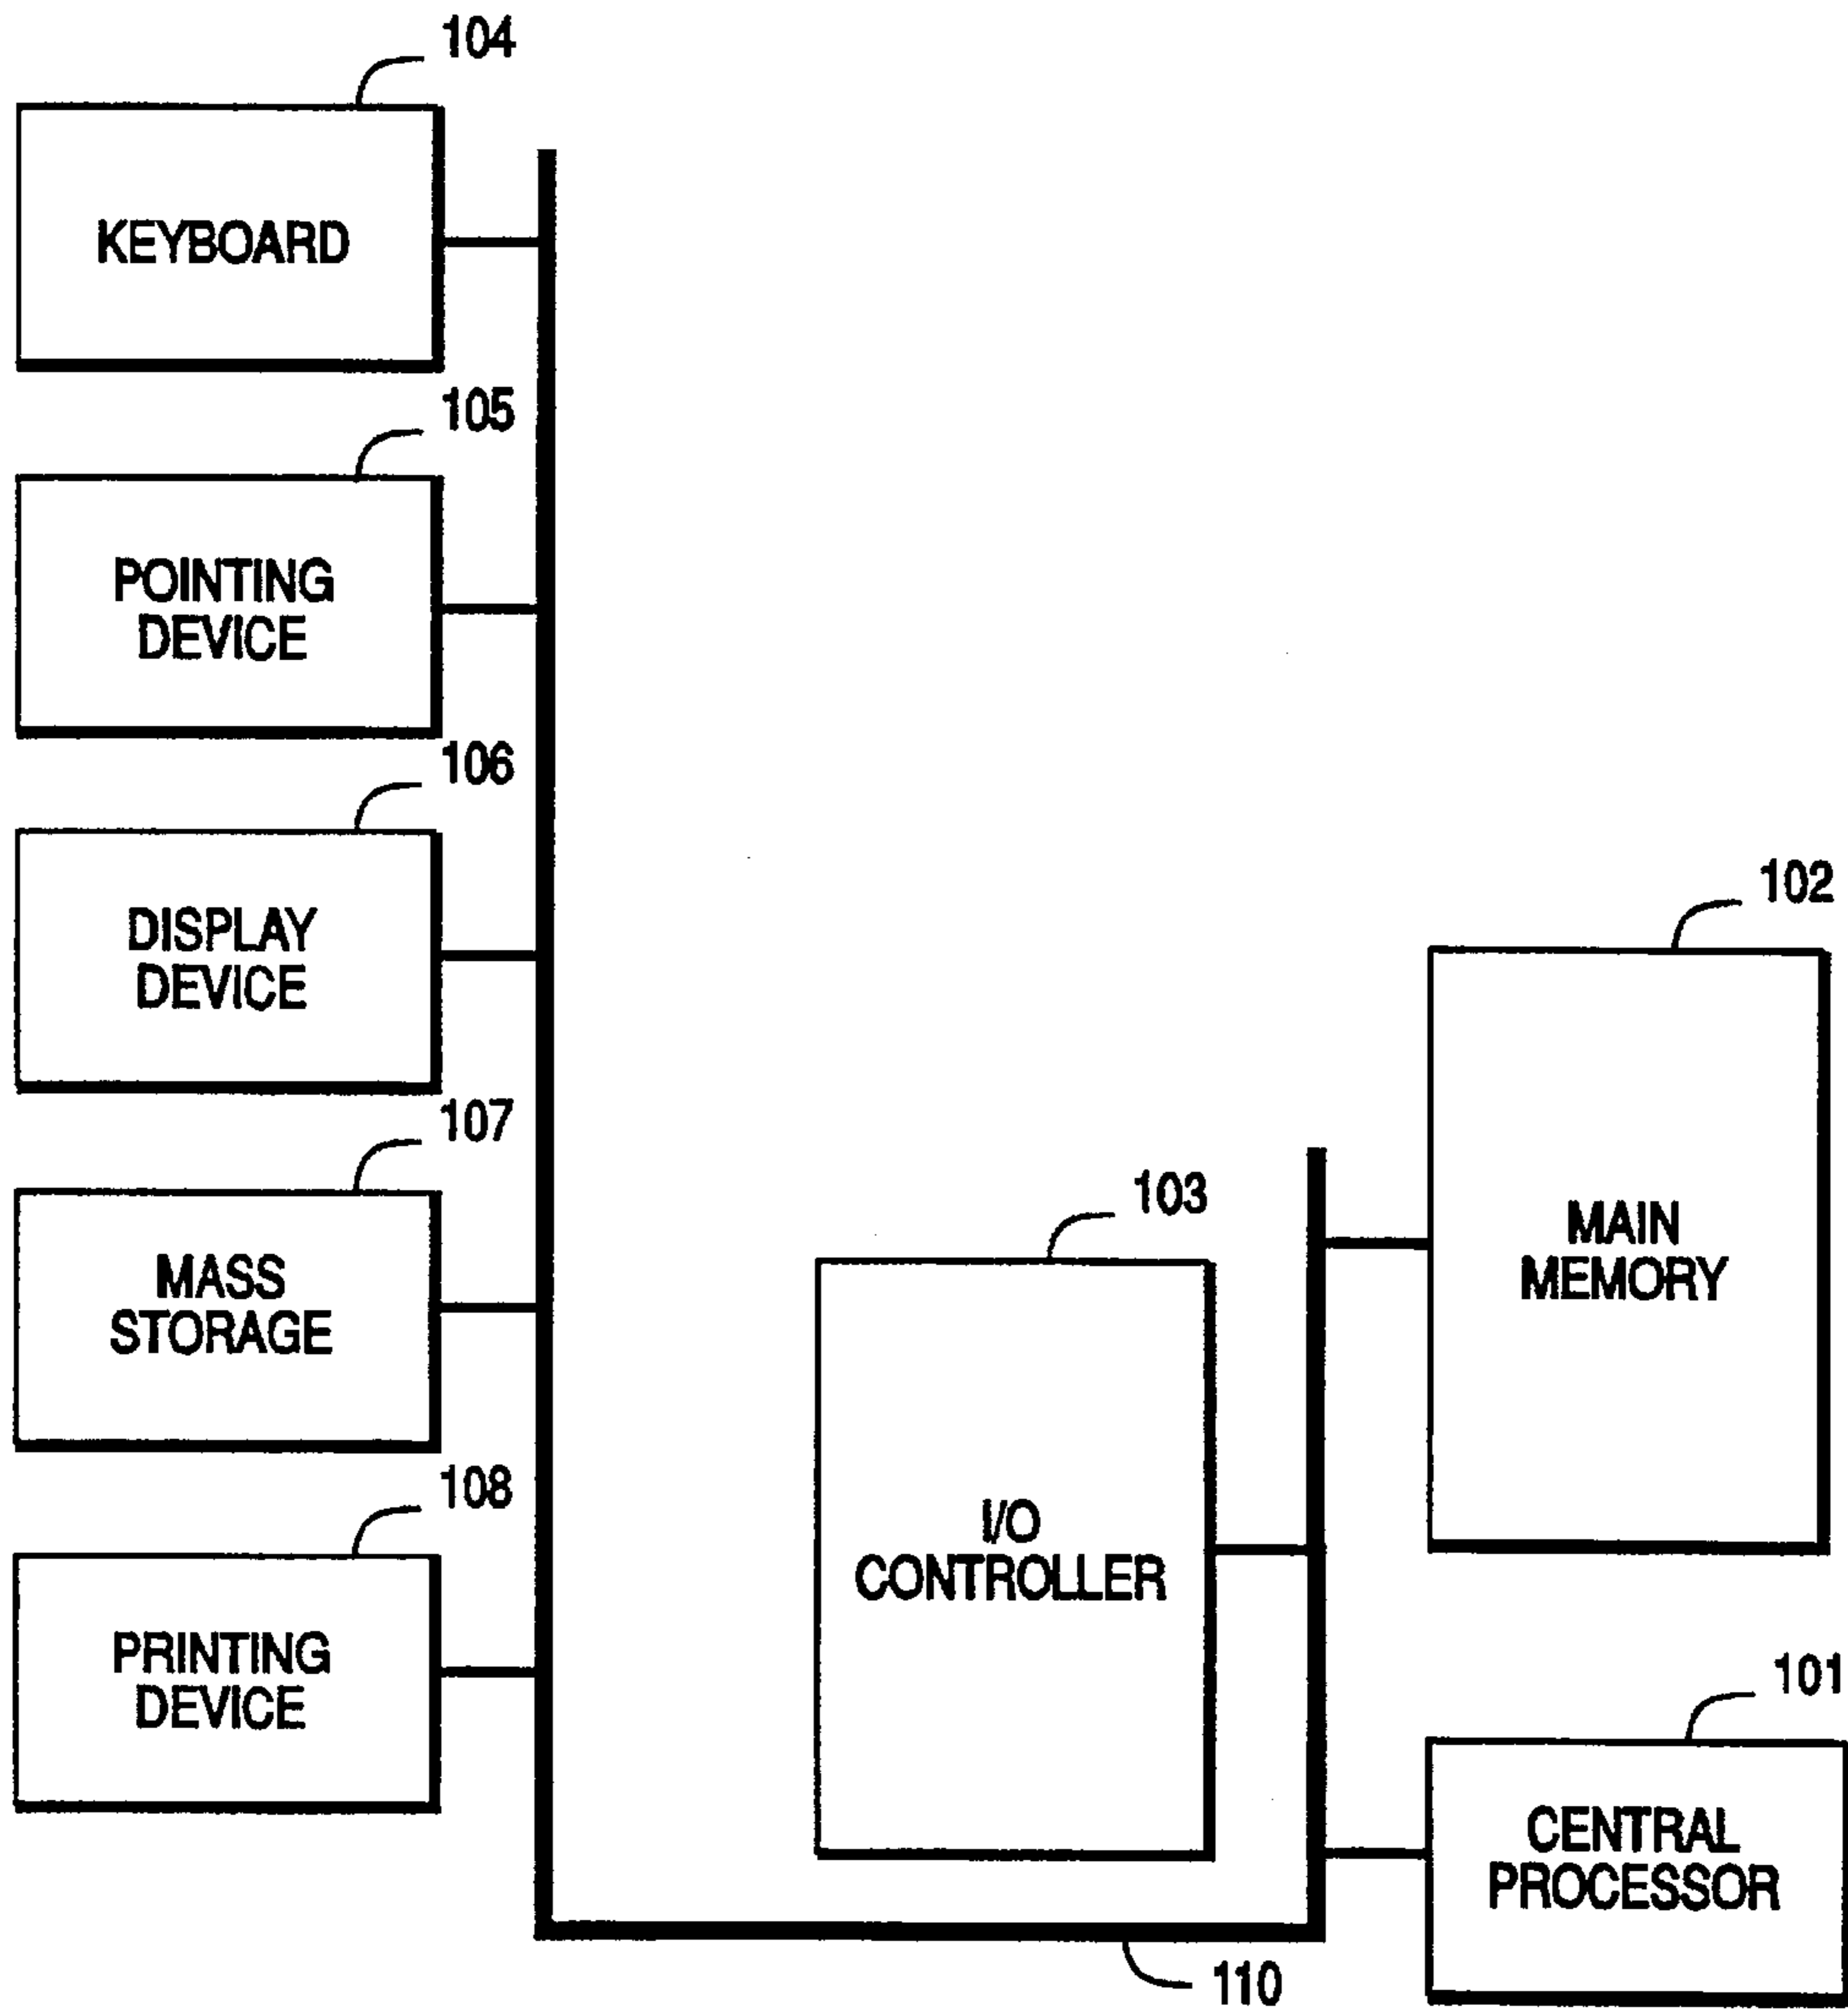 104
KEYBOARD
105
POINTING
DEVICE
106
DISPLAY
DEVICE
107
MASS
STORAGE
108
PRINTING
DEVICE
103
I/O
CONTROLLER
102
MAIN
MEMORY
101
CENTRAL
PROCESSOR
110